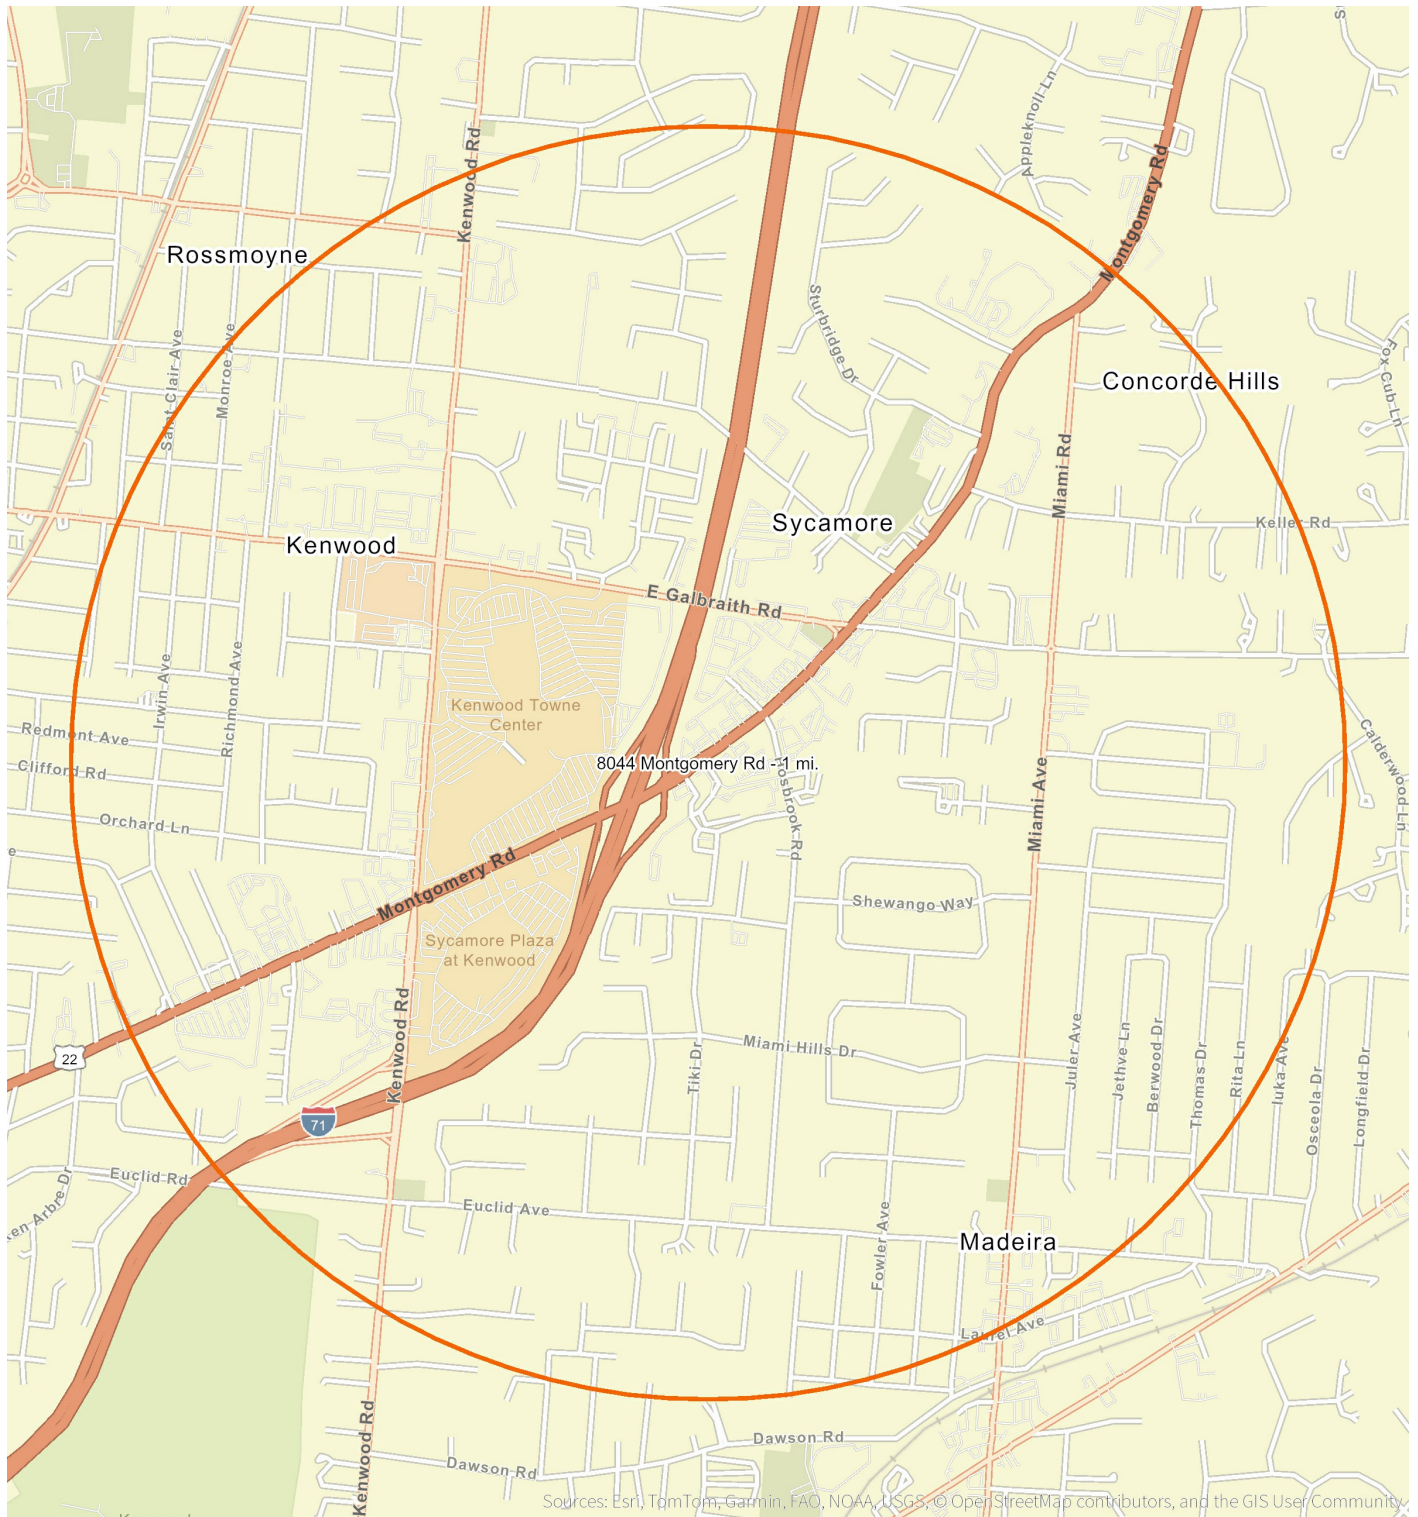 Appleknoll Ln
Kenwood Rd
Montgomery Rd
Rossmoyne
Sturbridge Dr
Saint Clair Ave
Monroe Ave
Concorde Hills
Fox Cub Ln
Miami Rd
Sycamore
Keller Rd
Kenwood
E Galbraith Rd
Irwin Ave
Richmond Ave
Kenwood Towne
Center
Redmont Ave
Clifford Rd
8044 Montgomery Rd - 1 mi.
Calderwood Ln
Orchard Ln
Miami Ave
Hosbrook Rd
Montgomery Rd
Shewango Way
Sycamore Plaza
at Kenwood
22
Kenwood Rd
Tiki Dr
Miami Hills Dr
Juler Ave
Jethve Ln
Berwood Dr
Thomas Dr
Rita Ln
Iuka Ave
Osceola Dr
Longfield Dr
71
Euclid Rd
en Arbre Dr
Euclid Ave
Fowler Ave
Madeira
Laurel Ave
Kenwood Rd
Dawson Rd
Dawson Rd
Sources: Esri, TomTom, Garmin, FAO, NOAA, USGS, © OpenStreetMap contributors, and the GIS User Community